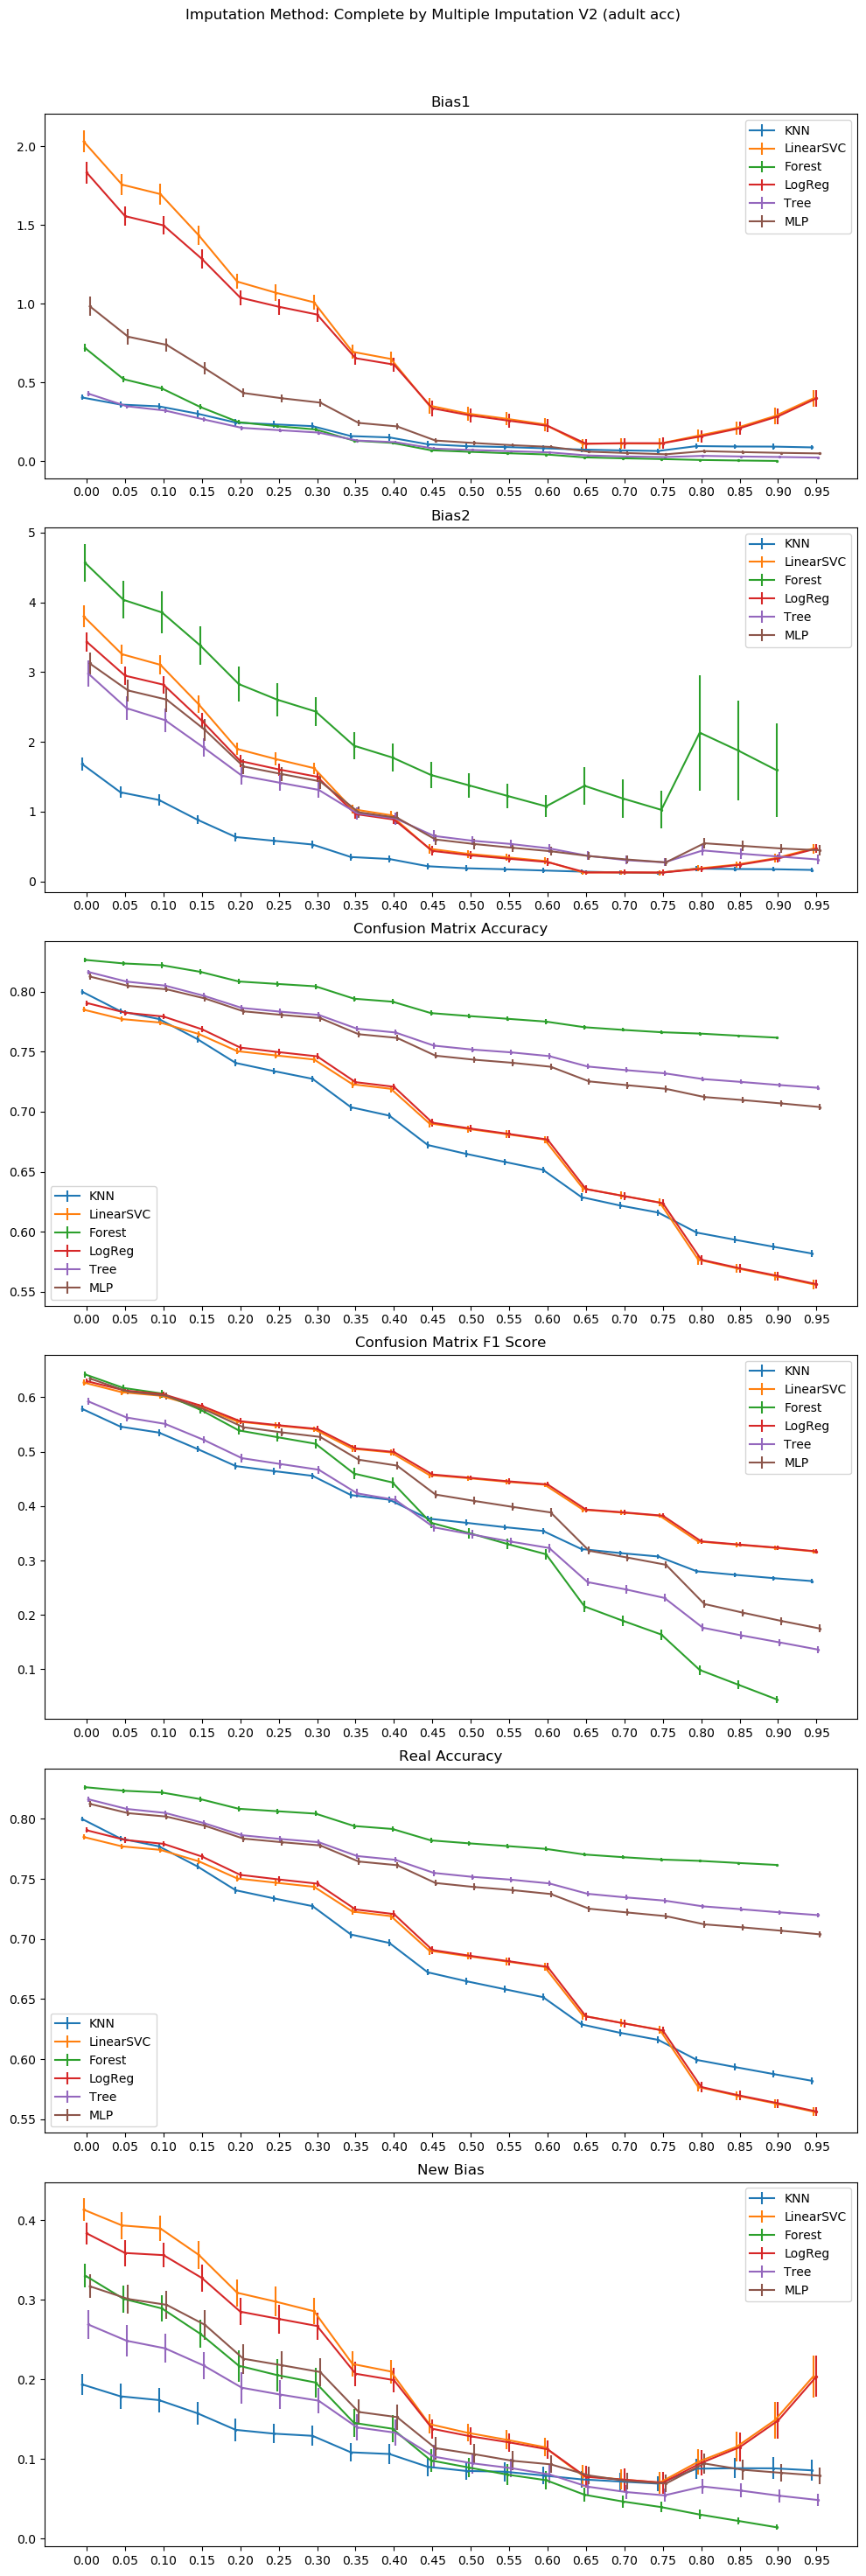 Imputation Method: Complete by Multiple Imputation V2 (adult acc)
Bias1
2.0
1.5
1.0
0.5
0.0
KNN
LinearSVC
Forest
LogReg
Tree
MLP
0.00 0.05 0.10 0.15 0.20 0.25 0.30 0.35 0.40 0.45 0.50 0.55 0.60 0.65 0.70 0.75 0.80 0.85 0.90 0.95
Bias2
5
4
3
2
1
0
KNN
LinearSVC
Forest
LogReg
Tree
MLP
0.00 0.05 0.10 0.15 0.20 0.25 0.30 0.35 0.40 0.45 0.50 0.55 0.60 0.65 0.70 0.75 0.80 0.85 0.90 0.95
Confusion Matrix Accuracy
0.80
0.75
0.70
0.65
0.60
0.55
KNN
LinearSVC
Forest
LogReg
Tree
MLP
0.00 0.05 0.10 0.15 0.20 0.25 0.30 0.35 0.40 0.45 0.50 0.55 0.60 0.65 0.70 0.75 0.80 0.85 0.90 0.95
Confusion Matrix F1 Score
0.6
0.5
0.4
0.3
0.2
0.1
KNN
LinearSVC
Forest
LogReg
Tree
MLP
0.00 0.05 0.10 0.15 0.20 0.25 0.30 0.35 0.40 0.45 0.50 0.55 0.60 0.65 0.70 0.75 0.80 0.85 0.90 0.95
Real Accuracy
0.80
0.75
0.70
0.65
0.60
0.55
KNN
LinearSVC
Forest
LogReg
Tree
MLP
0.00 0.05 0.10 0.15 0.20 0.25 0.30 0.35 0.40 0.45 0.50 0.55 0.60 0.65 0.70 0.75 0.80 0.85 0.90 0.95
New Bias
0.4
0.3
0.2
0.1
0.0
KNN
LinearSVC
Forest
LogReg
Tree
MLP
0.00 0.05 0.10 0.15 0.20 0.25 0.30 0.35 0.40 0.45 0.50 0.55 0.60 0.65 0.70 0.75 0.80 0.85 0.90 0.95